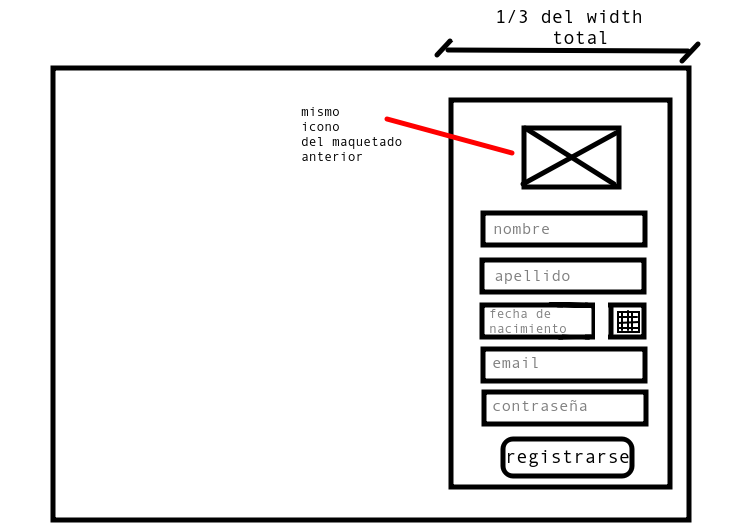 1/3 del width
total
mismo
icono
del maquetado
anterior
nombre
apellido
fecha de
nacimiento
email
contraseña
registrarse